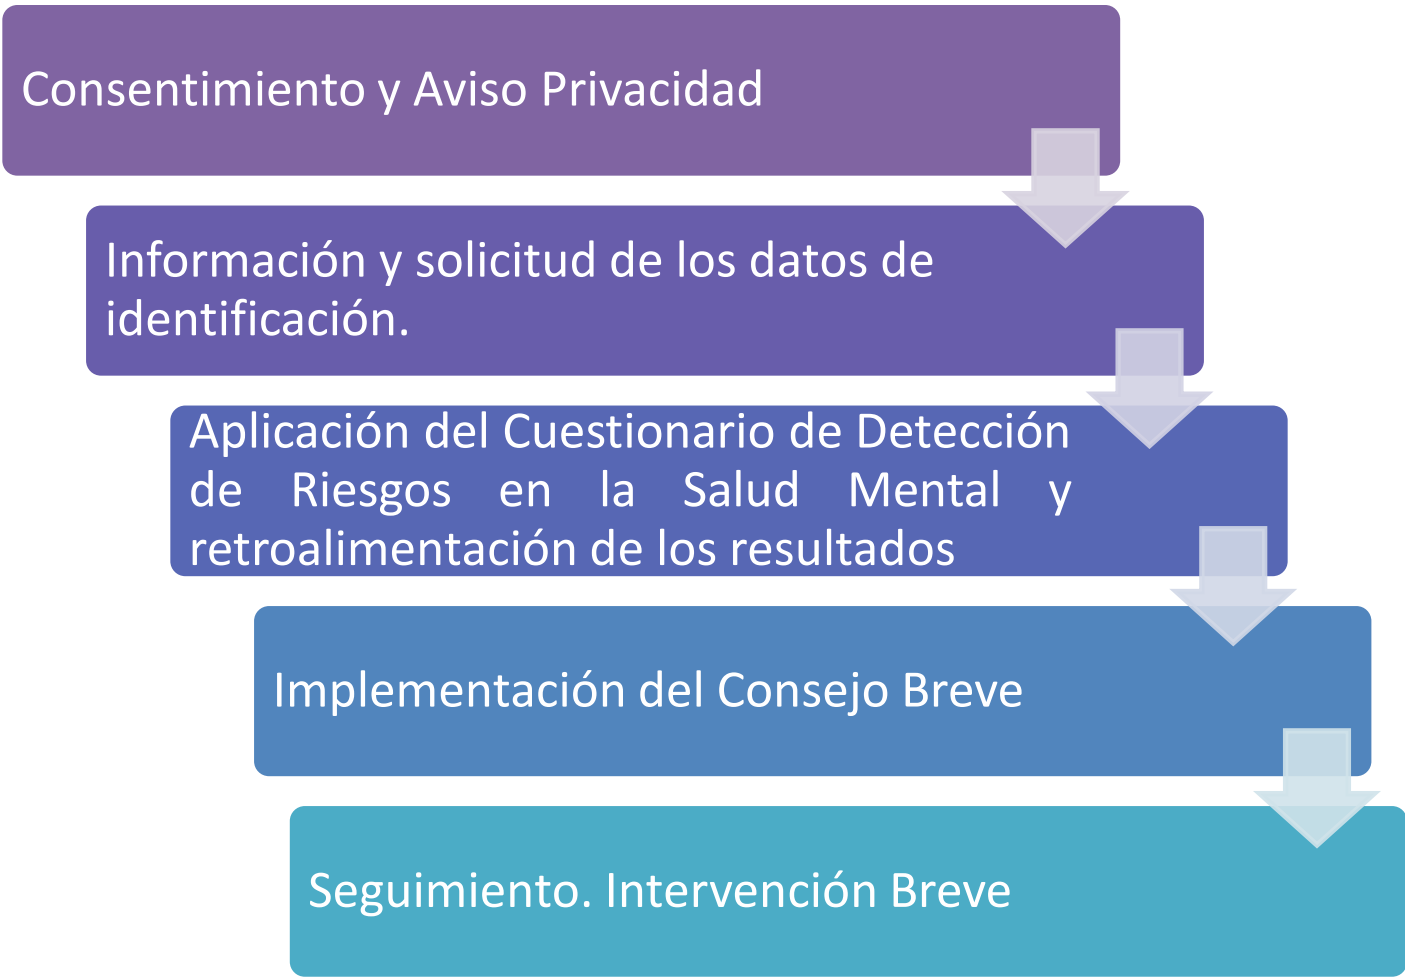 Consentimiento y Aviso Privacidad
Información y solicitud de los datos de
identificación.
Aplicación del Cuestionario de Detección
de Riesgos en la Salud Mental y
retroalimentación de los resultados
Implementación del Consejo Breve
Seguimiento. Intervención Breve